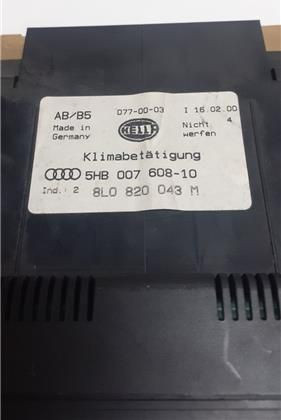 AB/B5 D77-00-03 I 16.02.00
Made in Germany
HELLA
Nicht werfen
4
Klimabetätigung
5HB 007 608-10
Ind.: 2 8L0 820 043 M